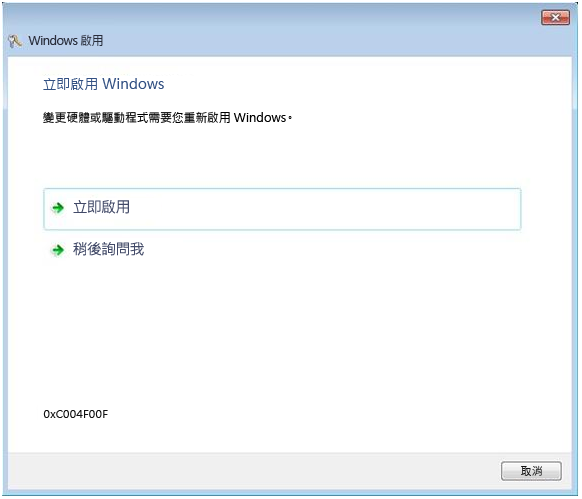 Windows 啟用
立即啟用 Windows
變更硬體或驅動程式需要您重新啟用 Windows。
立即啟用
稍後詢問我
0xC004F00F
取消